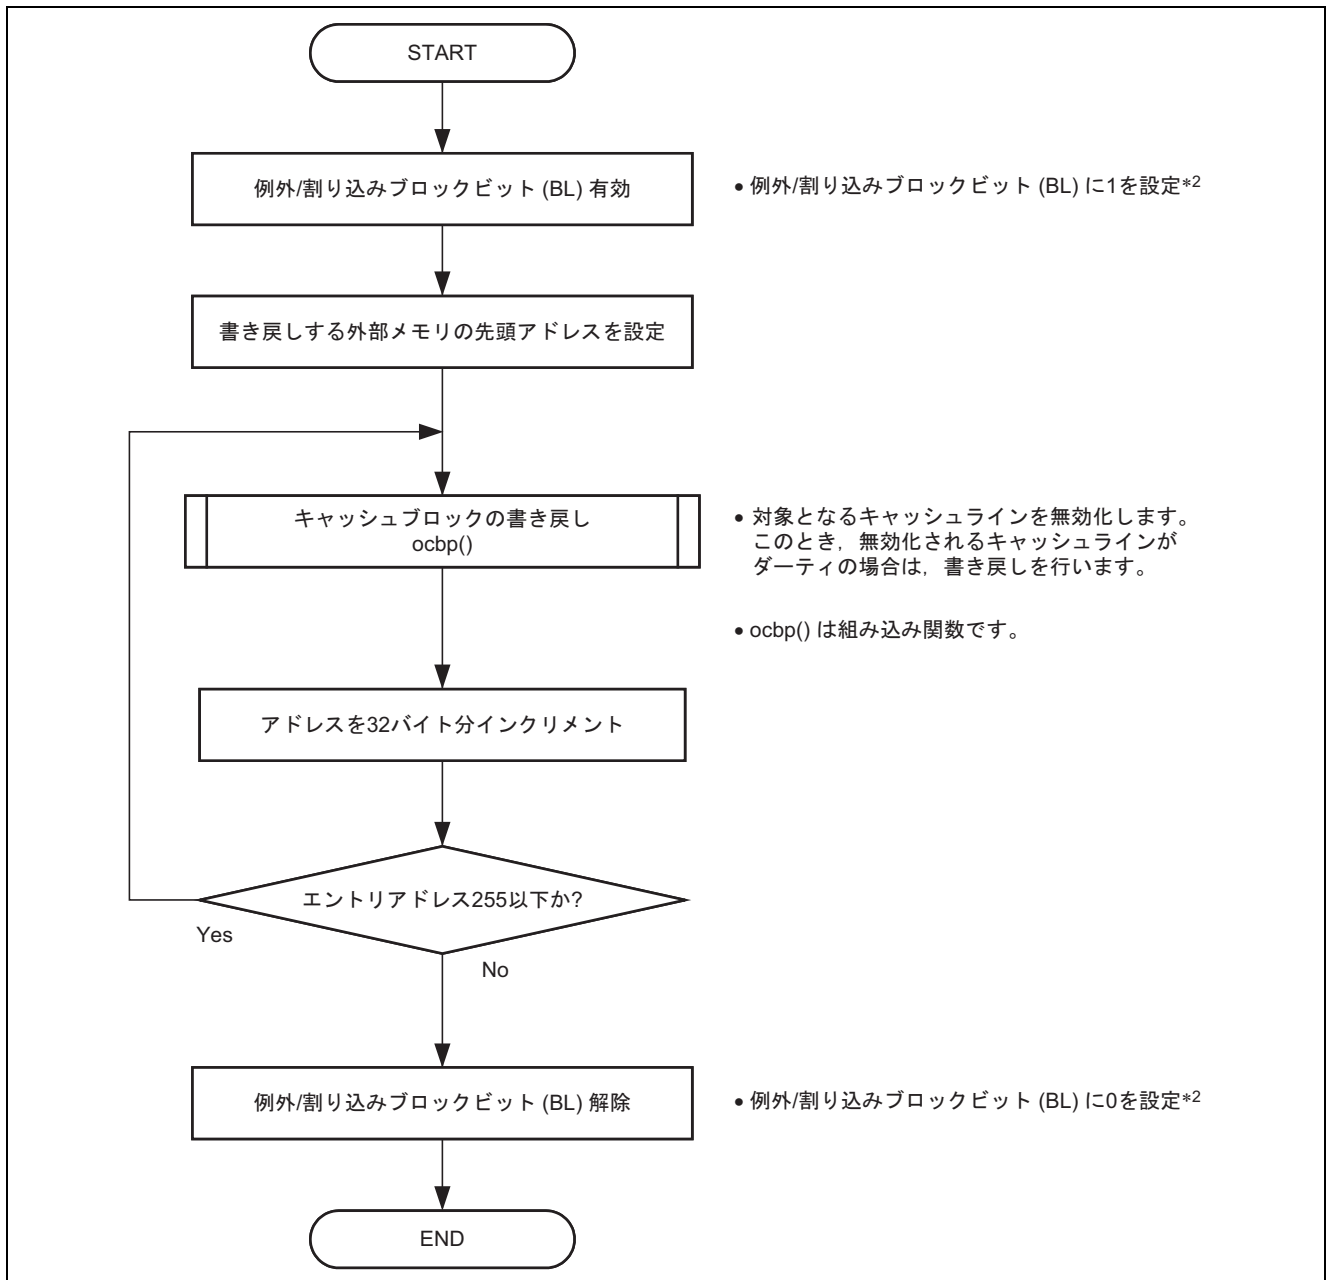 START
例外/割り込みブロックビット (BL) 有効
• 例外/割り込みブロックビット (BL) に1を設定*2
書き戻しする外部メモリの先頭アドレスを設定
キャッシュブロックの書き戻し
ocbp()
• 対象となるキャッシュラインを無効化します。
このとき，無効化されるキャッシュラインが
ダーティの場合は，書き戻しを行います。
• ocbp() は組み込み関数です。
アドレスを32バイト分インクリメント
エントリアドレス255以下か?
Yes
No
例外/割り込みブロックビット (BL) 解除
• 例外/割り込みブロックビット (BL) に0を設定*2
END